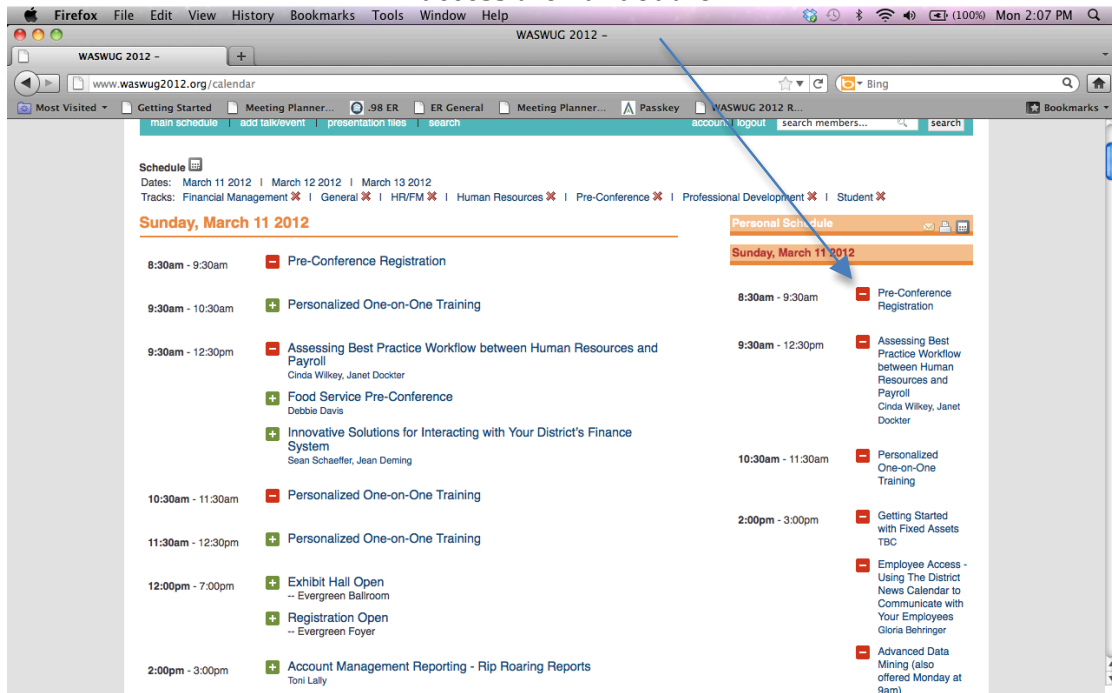 Firefox File Edit View History Bookmarks Tools Window Help (100%) Mon 2:07 PM
WASWUG 2012 –
WASWUG 2012 – +
www.waswug2012.org/calendar Bing
Most Visited Getting Started Meeting Planner... .98 ER ER General Meeting Planner... Passkey WASWUG 2012 R... Bookmarks
main schedule | add talk/event | presentation files | search account | logout search members... search
Schedule
Dates: March 11 2012 | March 12 2012 | March 13 2012
Tracks: Financial Management | General | HR/FM | Human Resources | Pre-Conference | Professional Development | Student
Sunday, March 11 2012
8:30am - 9:30am Pre-Conference Registration
9:30am - 10:30am Personalized One-on-One Training
9:30am - 12:30pm Assessing Best Practice Workflow between Human Resources and
Payroll
Cinda Wilkey, Janet Dockter
Food Service Pre-Conference
Debbie Davis
Innovative Solutions for Interacting with Your District's Finance
System
Sean Schaeffer, Jean Deming
10:30am - 11:30am Personalized One-on-One Training
11:30am - 12:30pm Personalized One-on-One Training
12:00pm - 7:00pm Exhibit Hall Open
-- Evergreen Ballroom
Registration Open
-- Evergreen Foyer
2:00pm - 3:00pm Account Management Reporting - Rip Roaring Reports
Toni Lally
Personal Schedule
Sunday, March 11 2012
8:30am - 9:30am Pre-Conference
Registration
9:30am - 12:30pm Assessing Best
Practice Workflow
between Human
Resources and
Payroll
Cinda Wilkey, Janet
Dockter
10:30am - 11:30am Personalized
One-on-One
Training
2:00pm - 3:00pm Getting Started
with Fixed Assets
TBC
Employee Access -
Using The District
News Calendar to
Communicate with
Your Employees
Gloria Behringer
Advanced Data
Mining (also
offered Monday at
9am)